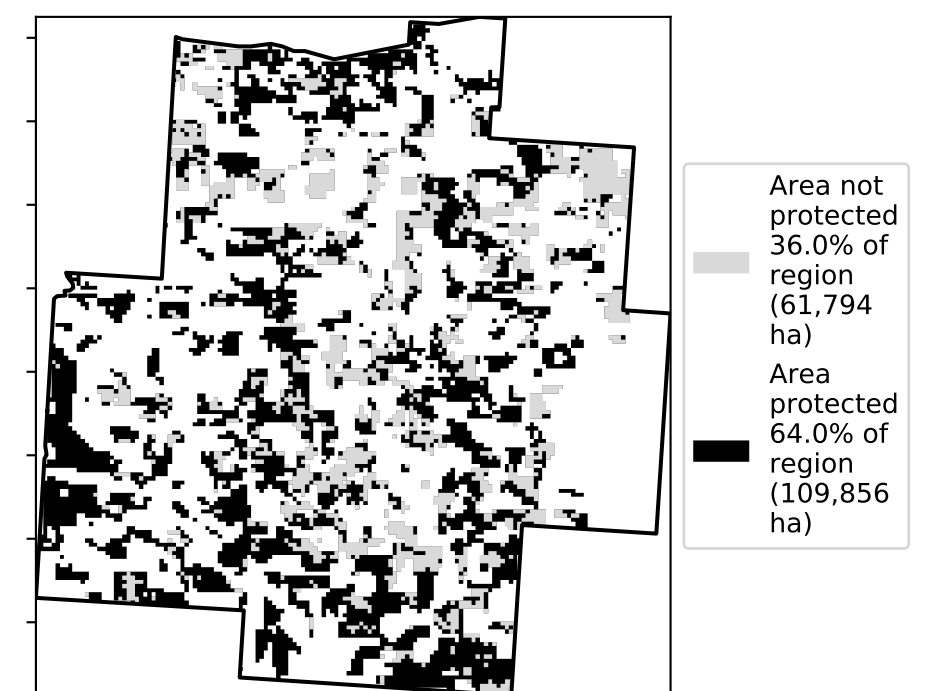 Area not
protected
36.0% of
region
(61,794
ha)
Area
protected
64.0% of
region
(109,856
ha)